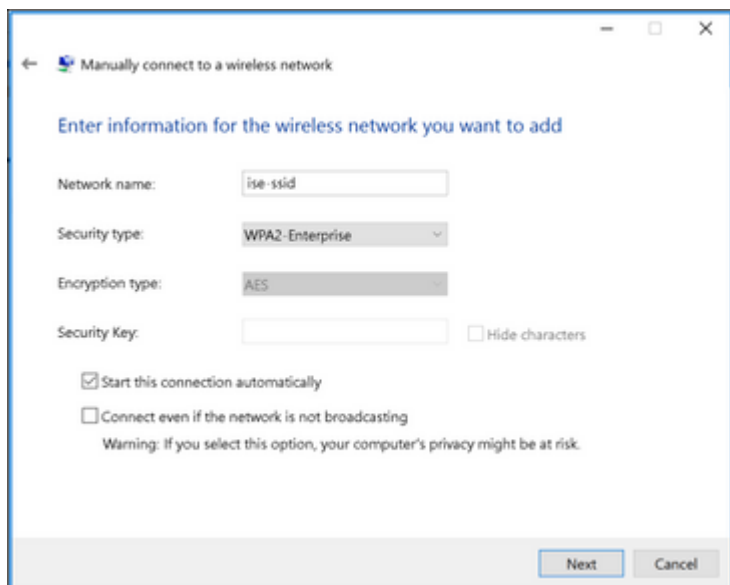 Manually connect to a wireless network
Enter information for the wireless network you want to add
Network name: ise-ssid
Security type: WPA2-Enterprise
Encryption type: AES
Security Key:
Hide characters
Start this connection automatically
Connect even if the network is not broadcasting
Warning: If you select this option, your computer's privacy might be at risk.
Next Cancel